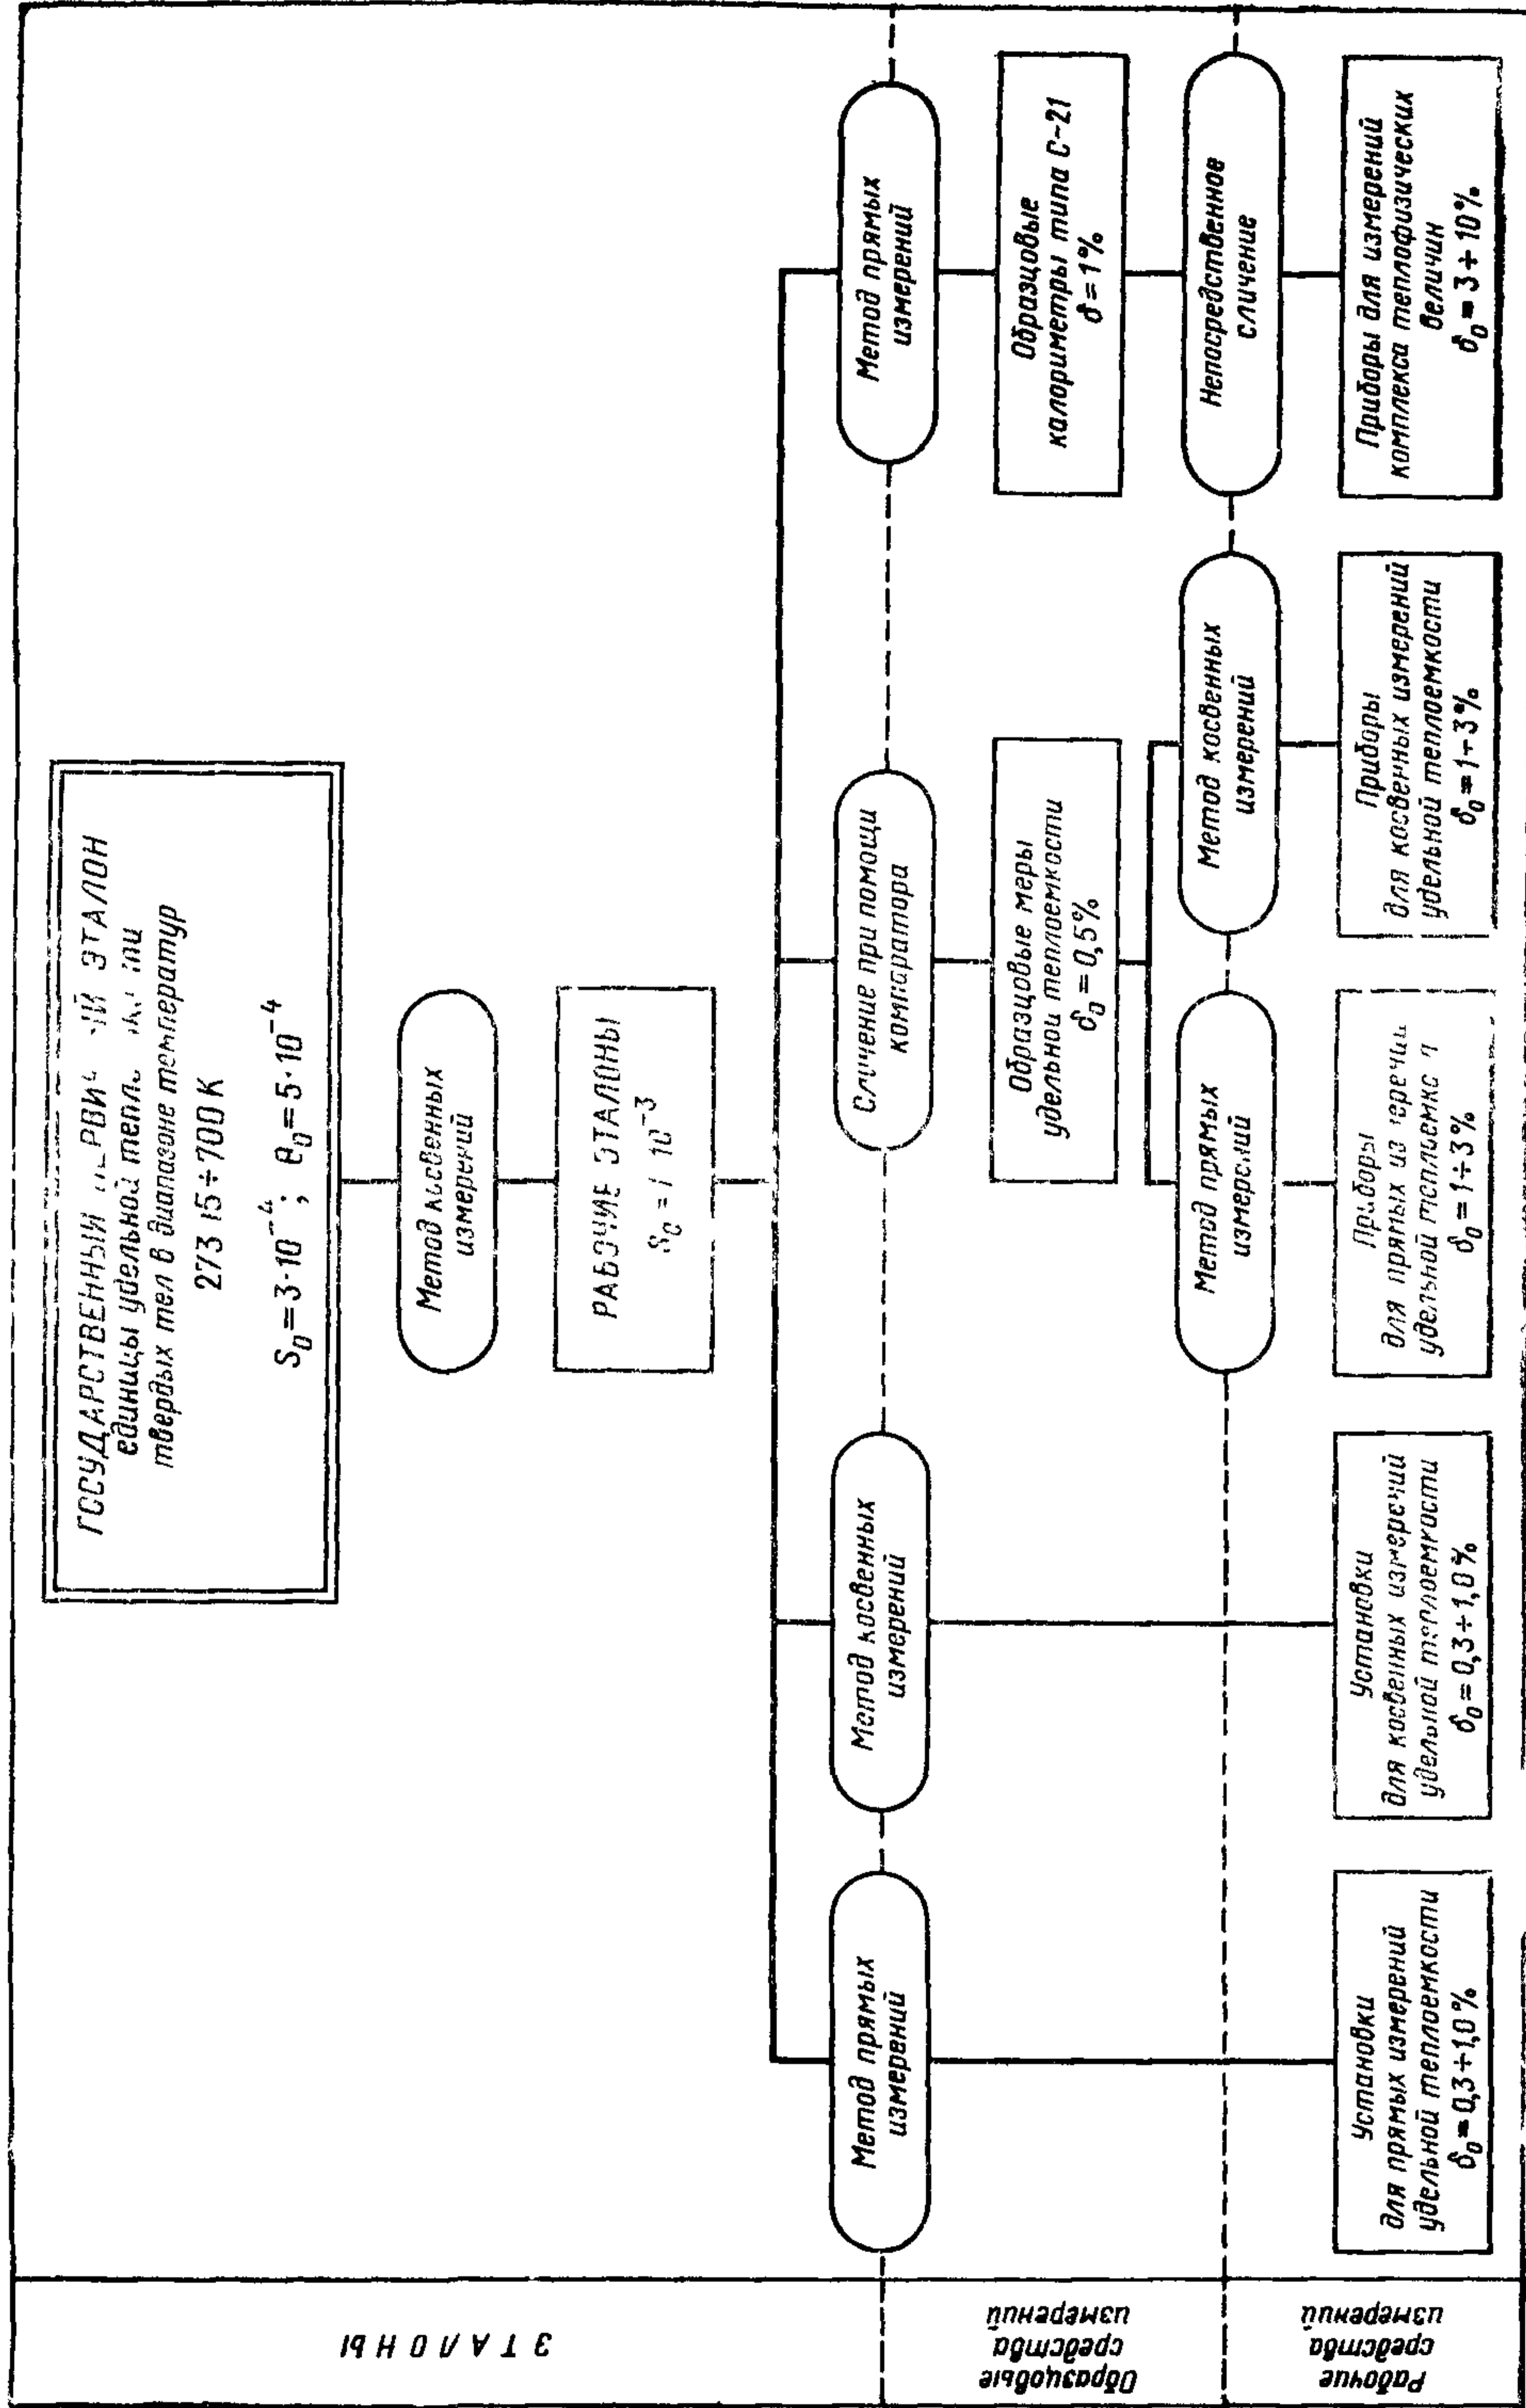 ГОСУДАРСТВЕННЫЙ ЭТАЛОН
единицы удельной
твердых тел в диапазоне температур
273 15÷700 K
S₀=3·10⁻⁴; θ₀=5·10⁻⁴
Метод косвенных
измерений
РАБОЧИЕ ЭТАЛОНЫ
S₀ = 1 10⁻³
Метод прямых
измерений
Метод косвенных
измерений
Сличение при помощи
компаратора
Метод прямых
измерений
Образцовые меры
удельной теплоемкости
δ₀=0,5%
Образцовые
калориметры типа С-21
δ=1%
Метод прямых
измерений
Метод косвенных
измерений
Непосредственное
сличение
Установки
для прямых измерений
удельной теплоемкости
δ₀=0,3÷1,0%
Установки
для косвенных измерений
удельной теплоемкости
δ₀=0,3÷1,0%
Приборы
для прямых
удельной
δ₀=1÷3%
Приборы
для косвенных измерений
удельной теплоемкости
δ₀=1÷3%
Приборы для измерений
комплекса теплофизических
величин
δ₀=3÷10%
ЭТАЛОНЫ
Образцовые
средства
измерений
Рабочие
средства
измерений